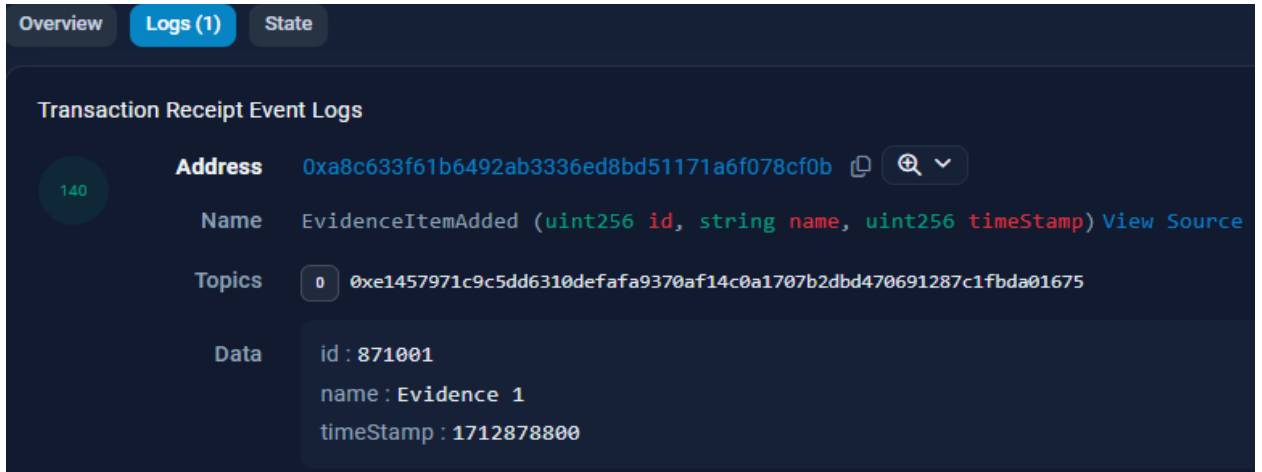 Overview Logs (1) State
Transaction Receipt Event Logs
140
Address 0xa8c633f61b6492ab3336ed8bd51171a6f078cf0b
Name EvidenceItemAdded (uint256 id, string name, uint256 timeStamp) View Source
Topics 0 0xe1457971c9c5dd6310defafa9370af14c0a1707b2dbd470691287c1fbda01675
Data id : 871001
name : Evidence 1
timeStamp : 1712878800